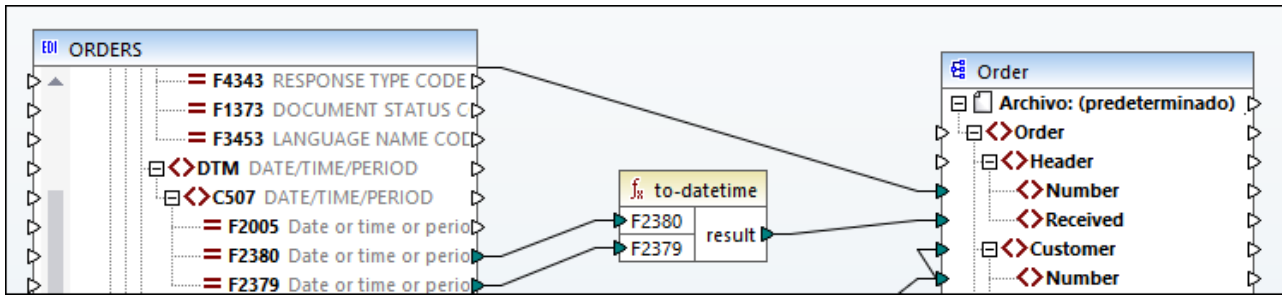 EDI ORDERS
F4343 RESPONSE TYPE CODE
F1373 DOCUMENT STATUS C
F3453 LANGUAGE NAME COD
DTM DATE/TIME/PERIOD
C507 DATE/TIME/PERIOD
F2005 Date or time or perio
F2380 Date or time or perio
F2379 Date or time or perio
fx to-datetime
F2380
F2379
result
Order
Archivo: (predeterminado)
Order
Header
Number
Received
Customer
Number